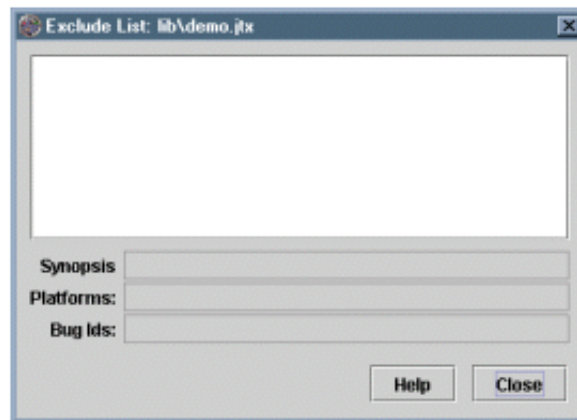 Exclude List: lib\demo.jtx
Synopsis
Platforms:
Bug Ids:
Help Close